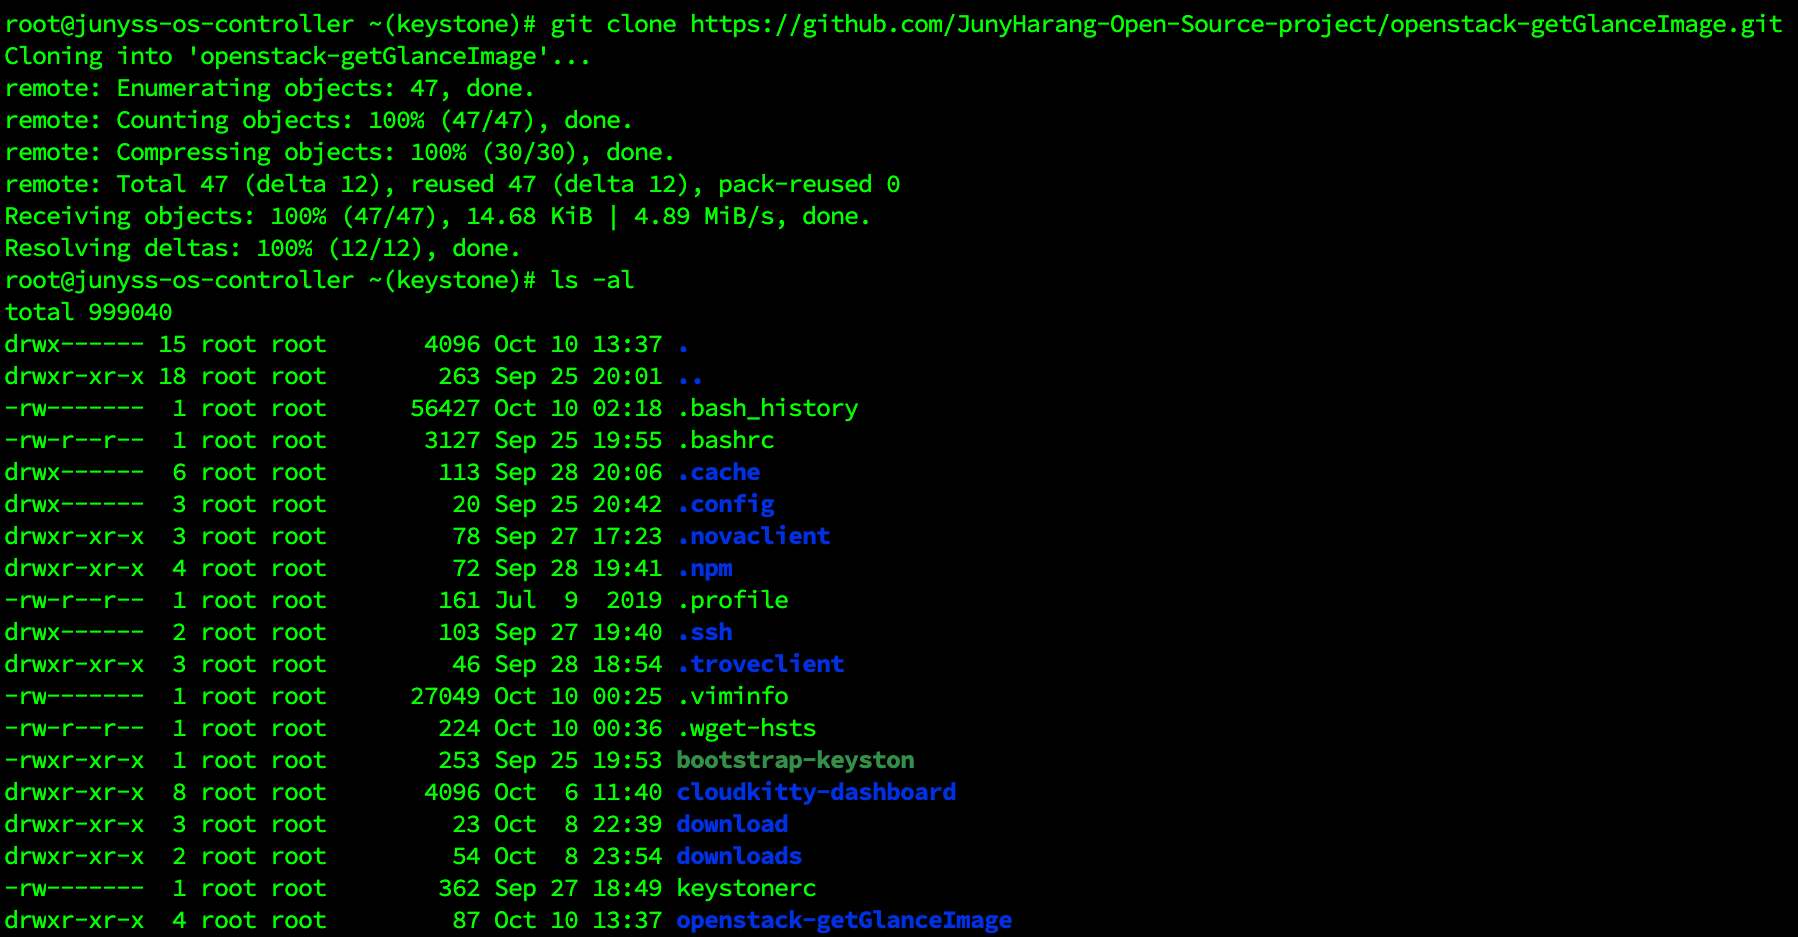 root@junyss-os-controller ~(keystone)# git clone https://github.com/JunyHarang-Open-Source-project/openstack-getGlanceImage.git
Cloning into 'openstack-getGlanceImage'...
remote: Enumerating objects: 47, done.
remote: Counting objects: 100% (47/47), done.
remote: Compressing objects: 100% (30/30), done.
remote: Total 47 (delta 12), reused 47 (delta 12), pack-reused 0
Receiving objects: 100% (47/47), 14.68 KiB | 4.89 MiB/s, done.
Resolving deltas: 100% (12/12), done.
root@junyss-os-controller ~(keystone)# ls -al
total 999040
drwx------ 15 root root       4096 Oct 10 13:37 .
drwxr-xr-x 18 root root        263 Sep 25 20:01 ..
-rw-------  1 root root      56427 Oct 10 02:18 .bash_history
-rw-r--r--  1 root root       3127 Sep 25 19:55 .bashrc
drwx------  6 root root        113 Sep 28 20:06 .cache
drwx------  3 root root         20 Sep 25 20:42 .config
drwxr-xr-x  3 root root         78 Sep 27 17:23 .novaclient
drwxr-xr-x  4 root root         72 Sep 28 19:41 .npm
-rw-r--r--  1 root root        161 Jul  9  2019 .profile
drwx------  2 root root        103 Sep 27 19:40 .ssh
drwxr-xr-x  3 root root         46 Sep 28 18:54 .troveclient
-rw-------  1 root root      27049 Oct 10 00:25 .viminfo
-rw-r--r--  1 root root        224 Oct 10 00:36 .wget-hsts
-rwxr-xr-x  1 root root        253 Sep 25 19:53 bootstrap-keyston
drwxr-xr-x  8 root root       4096 Oct  6 11:40 cloudkitty-dashboard
drwxr-xr-x  3 root root         23 Oct  8 22:39 download
drwxr-xr-x  2 root root         54 Oct  8 23:54 downloads
-rw-------  1 root root        362 Sep 27 18:49 keystonerc
drwxr-xr-x  4 root root         87 Oct 10 13:37 openstack-getGlanceImage